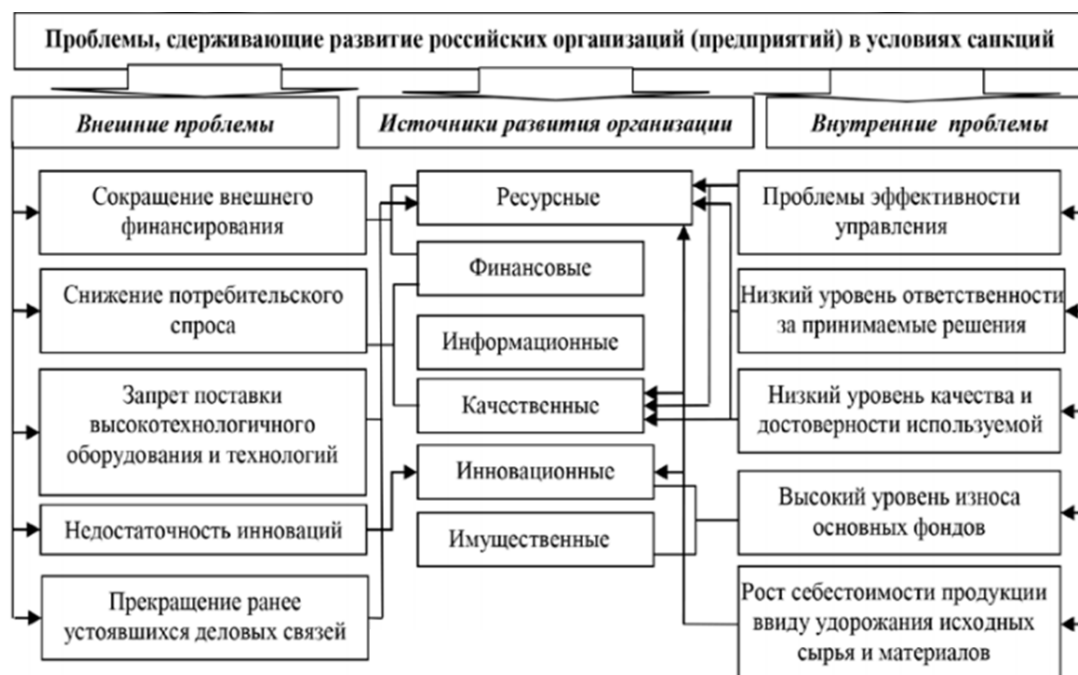 Проблемы, сдерживающие развитие российских организаций (предприятий) в условиях санкций
Внешние проблемы
Источники развития организации
Внутренние проблемы
Сокращение внешнего
финансирования
Снижение потребительского
спроса
Запрет поставки
высокотехнологичного
оборудования и технологий
Недостаточность инноваций
Прекращение ранее
устоявшихся деловых связей
Ресурсные
Финансовые
Информационные
Качественные
Инновационные
Имущественные
Проблемы эффективности
управления
Низкий уровень ответственности
за принимаемые решения
Низкий уровень качества и
достоверности используемой
Высокий уровень износа
основных фондов
Рост себестоимости продукции
ввиду удорожания исходных
сырья и материалов